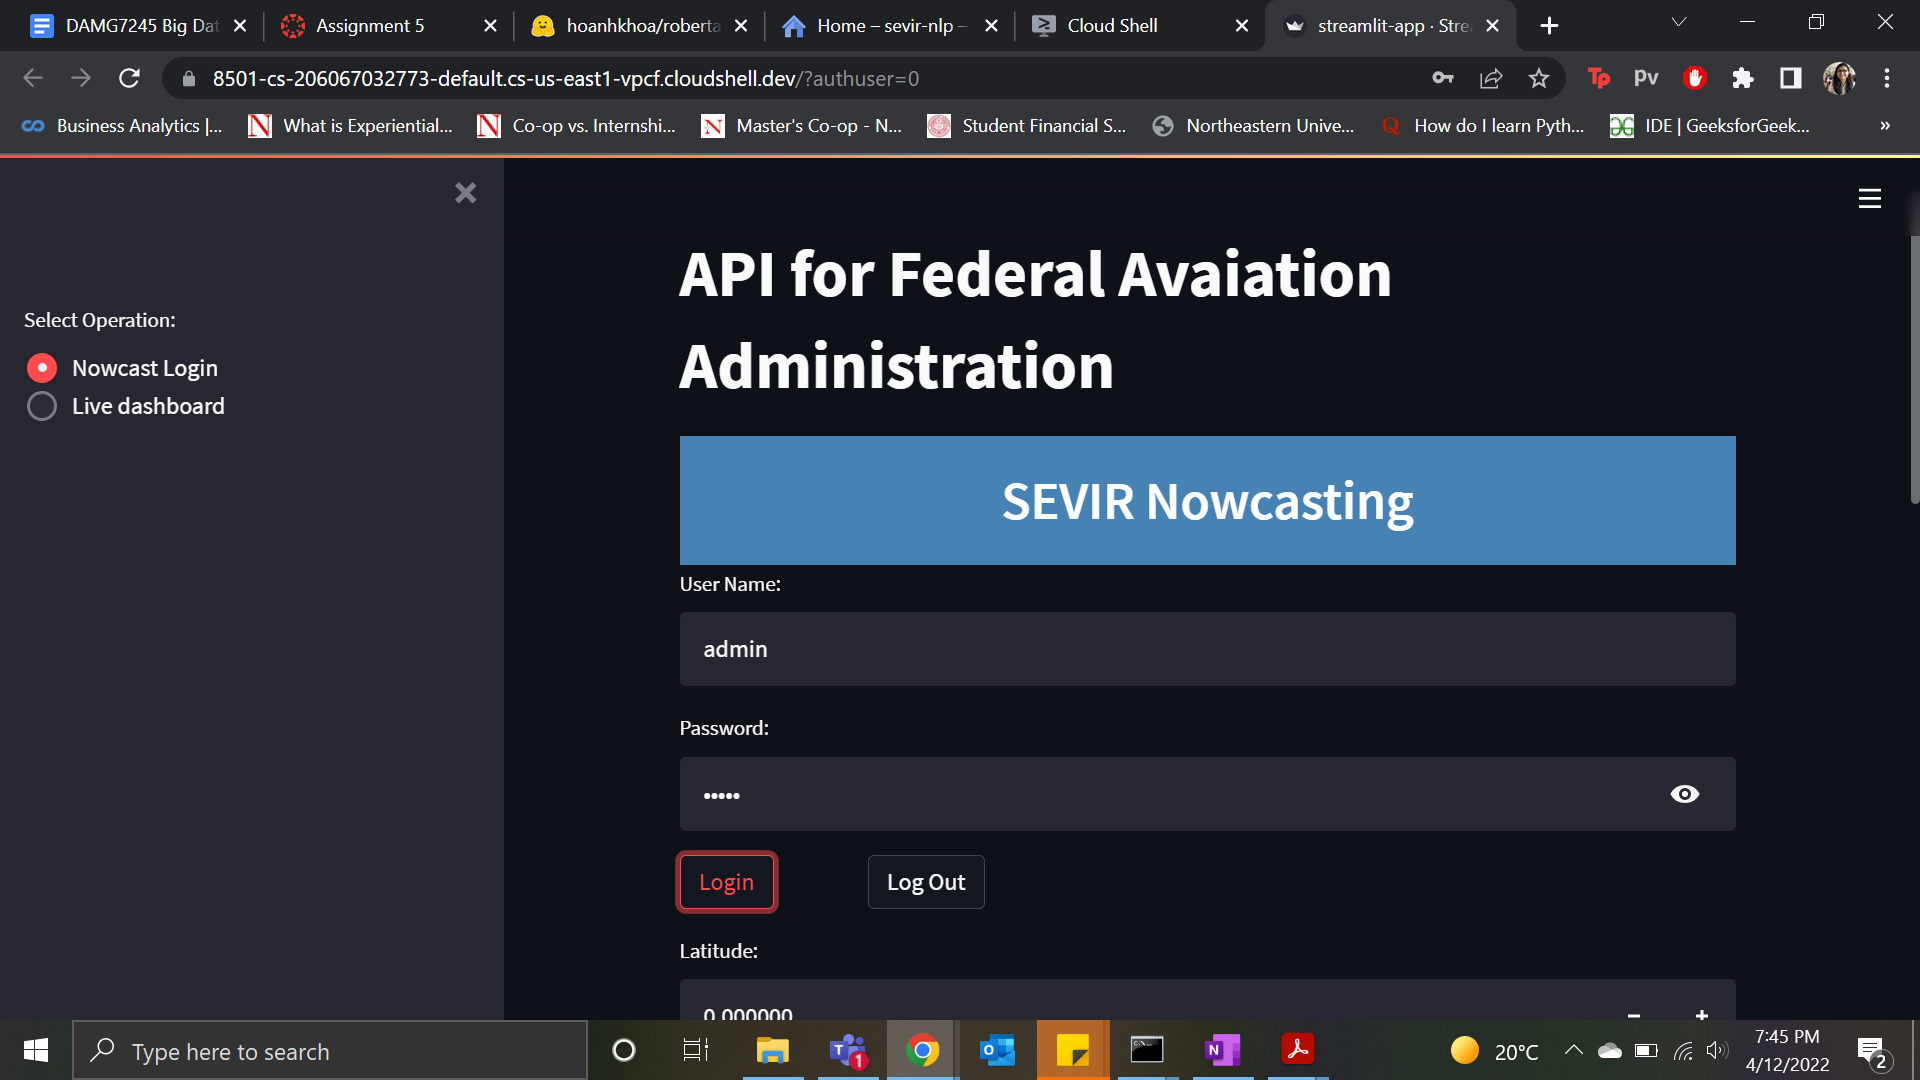 DAMG7245 Big Dat
Assignment 5
hoanhkhoa/roberta
Home – sevir-nlp –
Cloud Shell
streamlit-app · Stre
8501-cs-206067032773-default.cs-us-east1-vpcf.cloudshell.dev/?authuser=0
Tp
pv
Business Analytics |...
What is Experiential...
Co-op vs. Internshi...
Master's Co-op - N...
Student Financial S...
Northeastern Unive...
How do I learn Pyth...
IDE | GeeksforGeek...
»
Select Operation:
Nowcast Login
Live dashboard
API for Federal Avaiation
Administration
SEVIR Nowcasting
User Name:
admin
Password:
•••••
Login
Log Out
Latitude:
0.000000
Type here to search
1
20°C
7:45 PM
4/12/2022
2